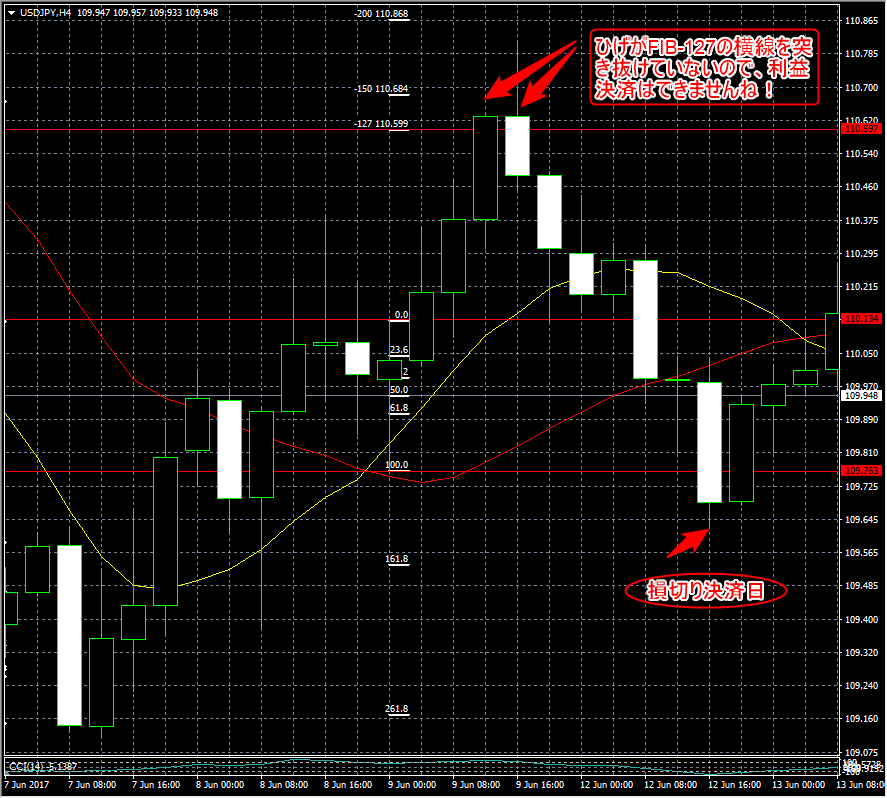 USDJPY,H4 109.947 109.957 109.933 109.948
-200 110.868
ひげがFIB-127の横線を突
き抜けていないので、利益
決済はできませんね！
-150 110.684
-127 110.599
0.0
23.6
2
50.0
61.8
100.0
161.8
261.8
損切り決済日
110.865
110.785
110.700
110.620
110.597
110.540
110.460
110.375
110.295
110.215
110.134
110.050
109.970
109.948
109.890
109.810
109.763
109.725
109.645
109.565
109.485
109.400
109.320
109.240
109.160
109.075
CCI(14) -5.1387
7 Jun 2017
7 Jun 08:00
7 Jun 16:00
8 Jun 00:00
8 Jun 08:00
8 Jun 16:00
9 Jun 00:00
9 Jun 08:00
9 Jun 16:00
12 Jun 00:00
12 Jun 08:00
12 Jun 16:00
13 Jun 00:00
13 Jun 08:00